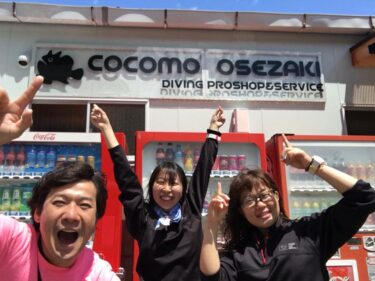 COCOMO OSEZAKI
DIVING PROSHOP&SERVICE
Coca-Cola